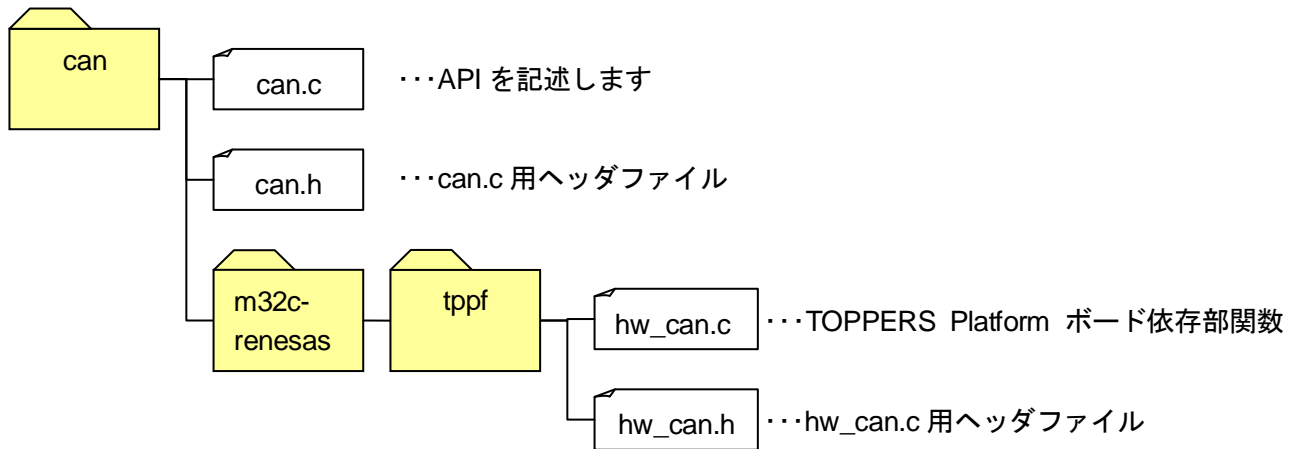 can
can.c ･･･API を記述します
can.h ･･･can.c 用ヘッダファイル
m32c-
renesas
tppf
hw_can.c ･･･TOPPERS Platform ボード依存部関数
hw_can.h ･･･hw_can.c 用ヘッダファイル